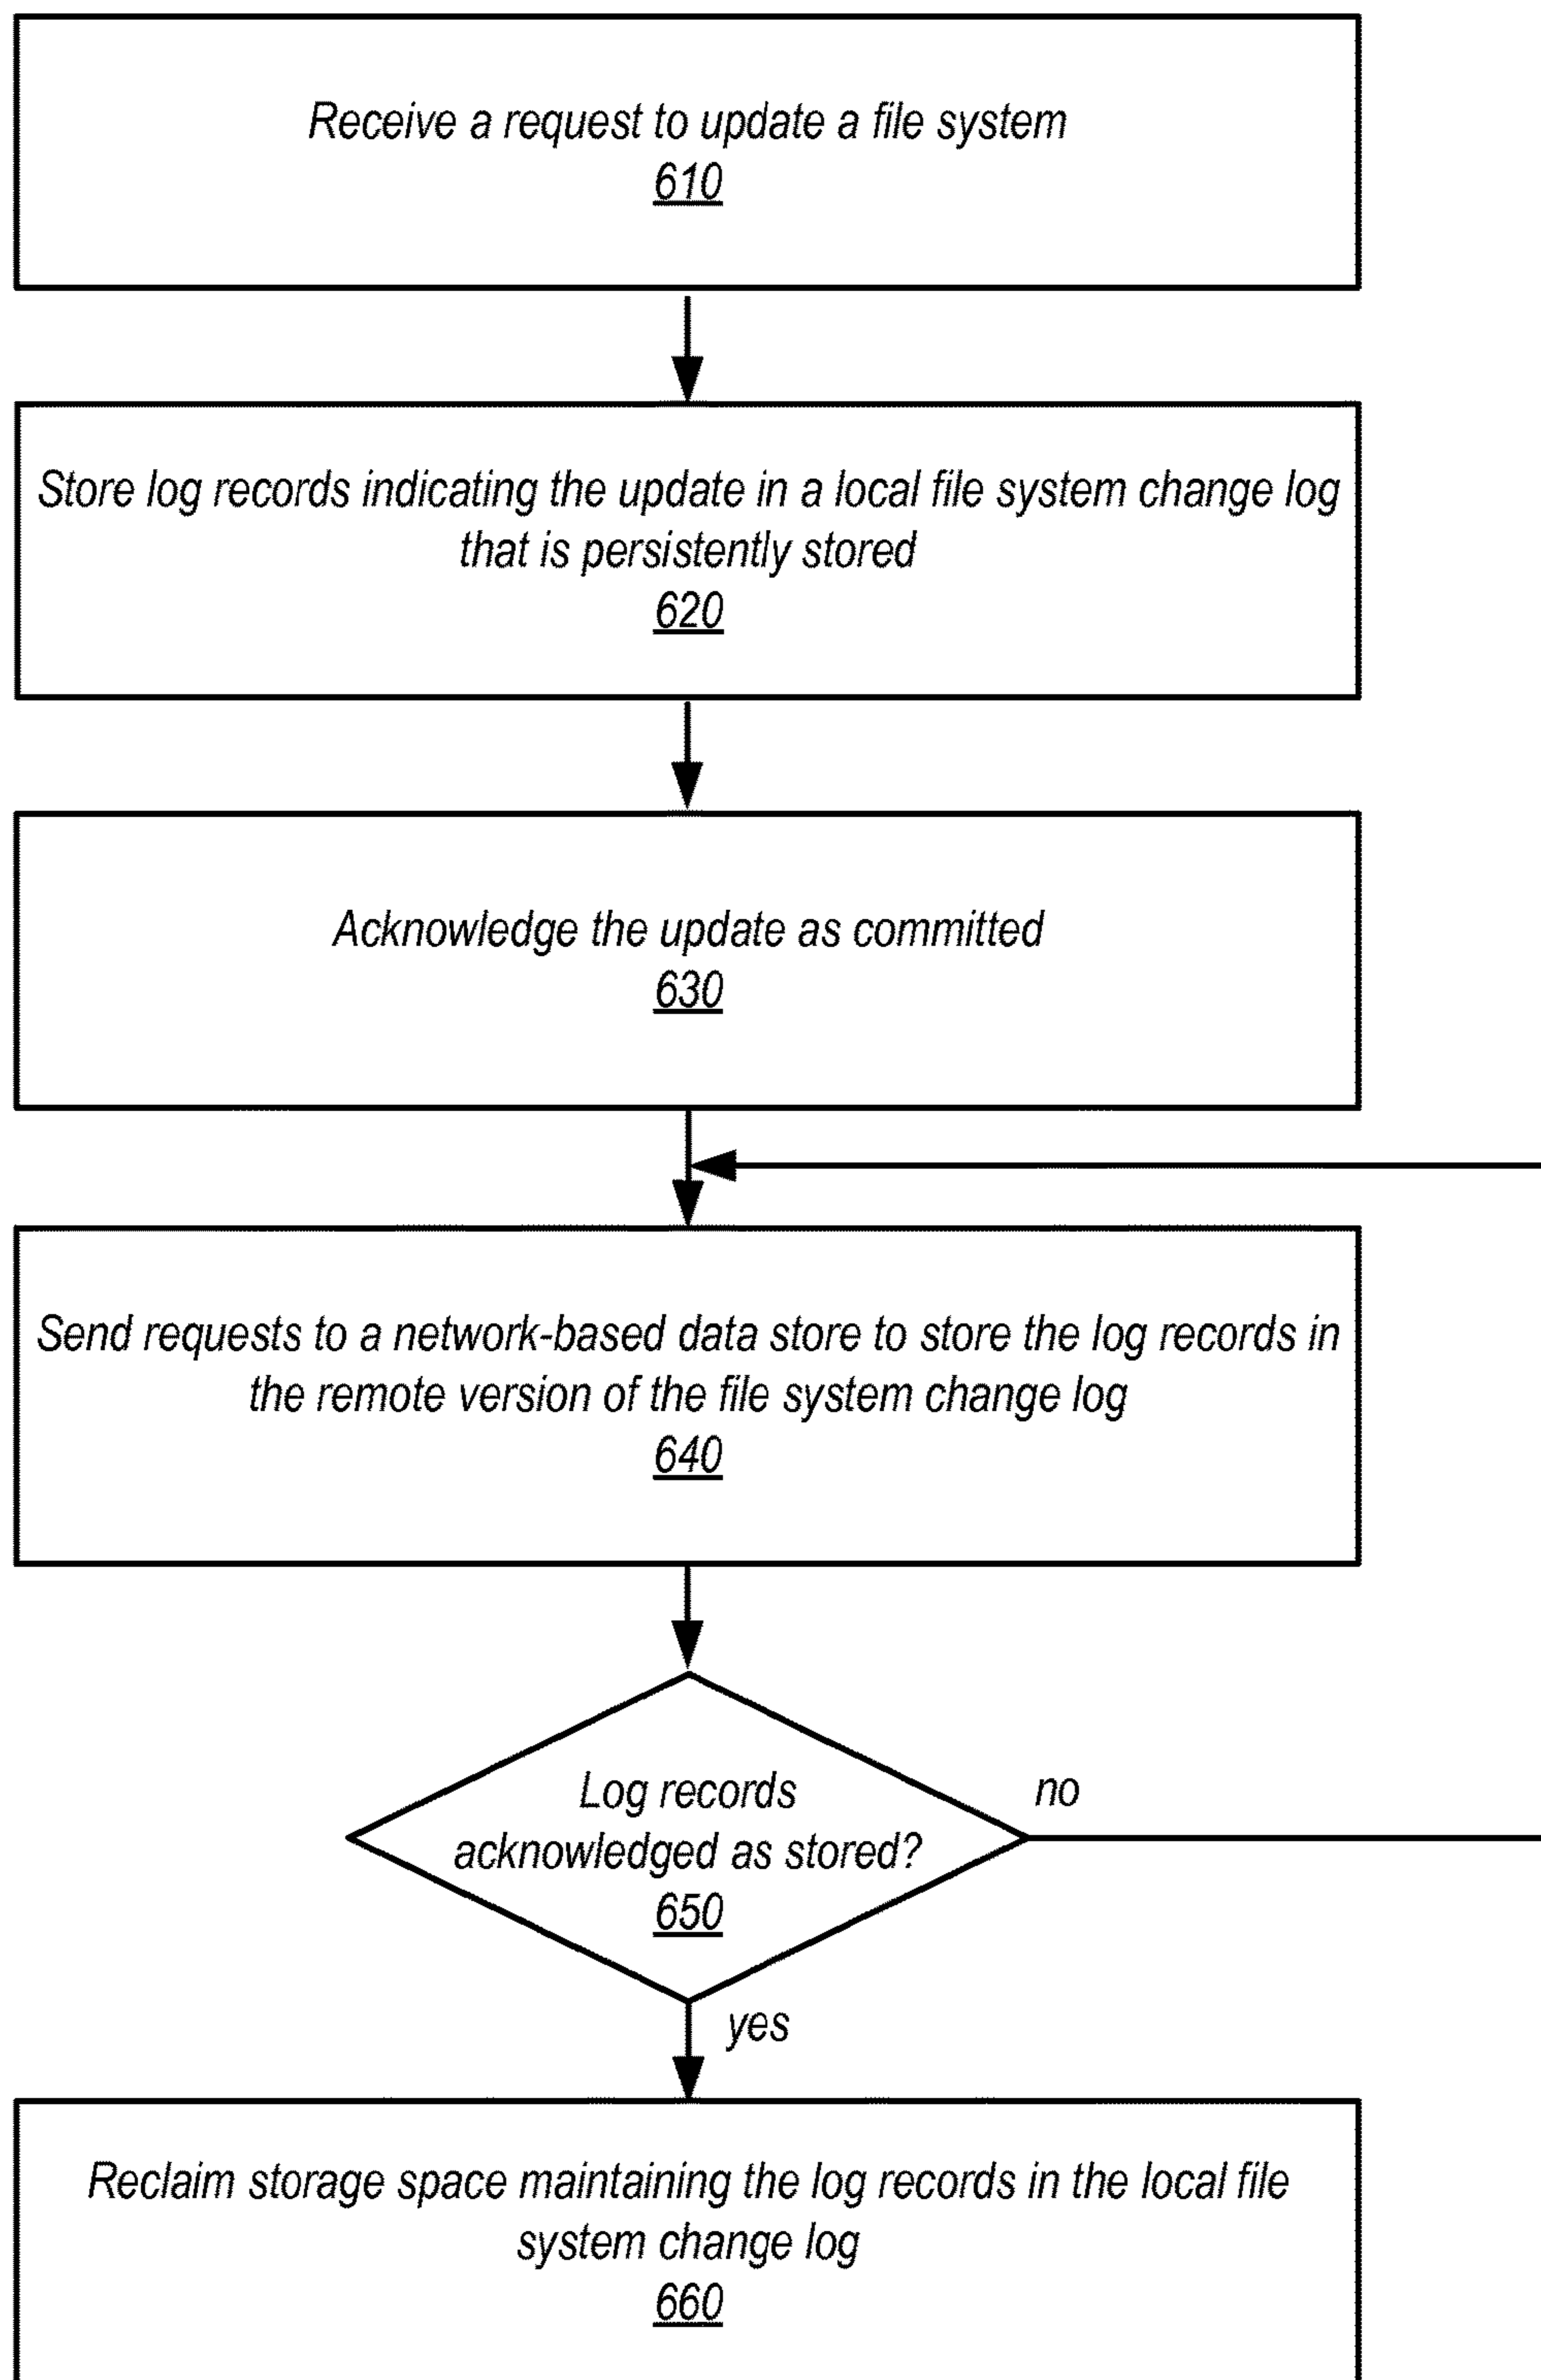 Receive a request to update a file system
610
Store log records indicating the update in a local file system change log
that is persistently stored
620
Acknowledge the update as committed
630
Send requests to a network-based data store to store the log records in
the remote version of the file system change log
640
Log records
acknowledged as stored?
650
no
yes
Reclaim storage space maintaining the log records in the local file
system change log
660